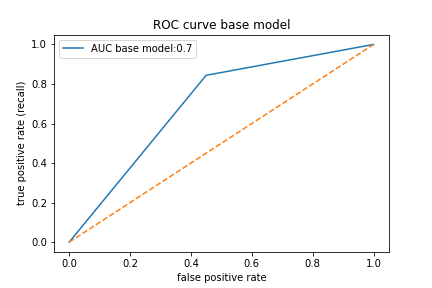 ROC curve base model
AUC base model:0.7
1.0
0.8
0.6
0.4
0.2
0.0
true positive rate (recall)
0.0 0.2 0.4 0.6 0.8 1.0
false positive rate